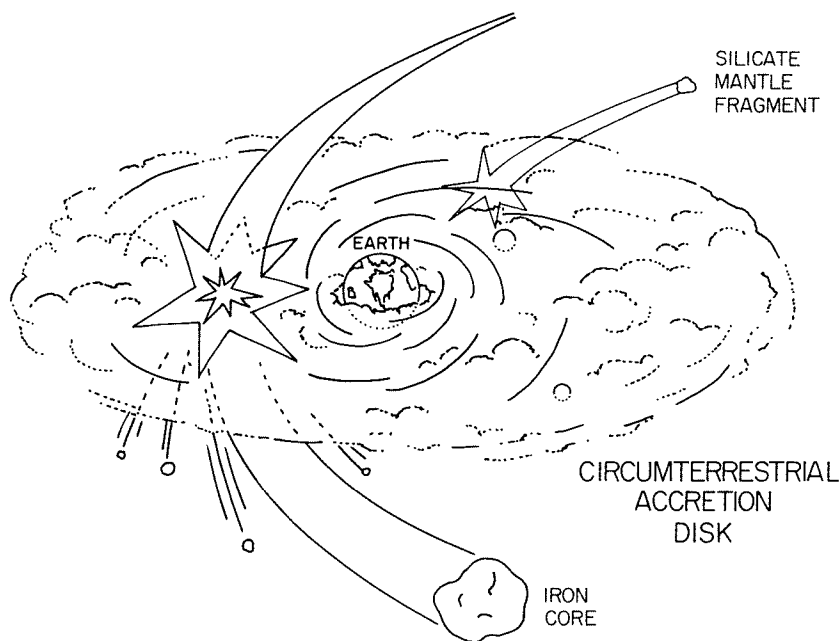 SILICATE
MANTLE
FRAGMENT
EARTH
CIRCUMTERRESTRIAL
ACCRETION
DISK
IRON
CORE